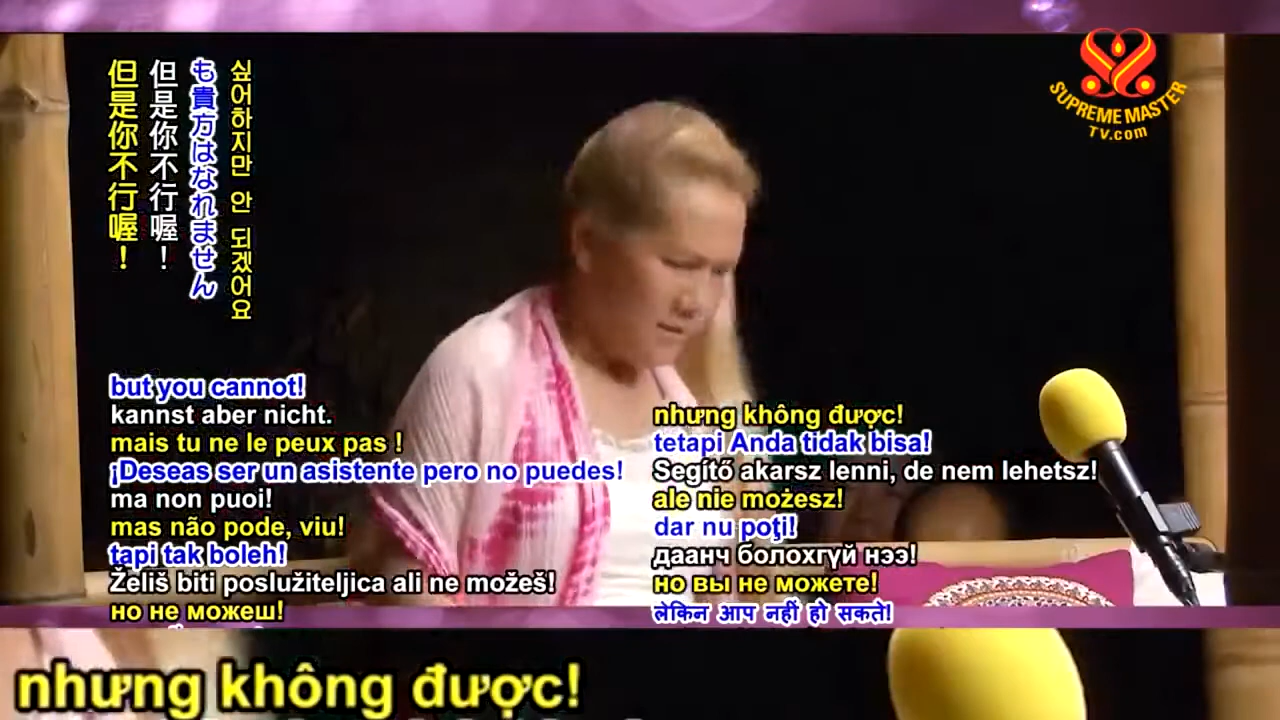 但是你不行喔！
但是你不行喔！
も貴方はなれません
싶어하지만 안 되겠어요
SUPREME MASTER
TV.com
but you cannot!
kannst aber nicht.
mais tu ne le peux pas !
¡Deseas ser un asistente pero no puedes!
ma non puoi!
mas não pode, viu!
tapi tak boleh!
Želiš biti poslužiteljica ali ne možeš!
но не можеш!
nhưng không được!
tetapi Anda tidak bisa!
Segítő akarsz lenni, de nem lehetsz!
ale nie możesz!
dar nu poţi!
даанч болохгүй нээ!
но вы не можете!
लेकिन आप नहीं हो सकते!
nhưng không được!